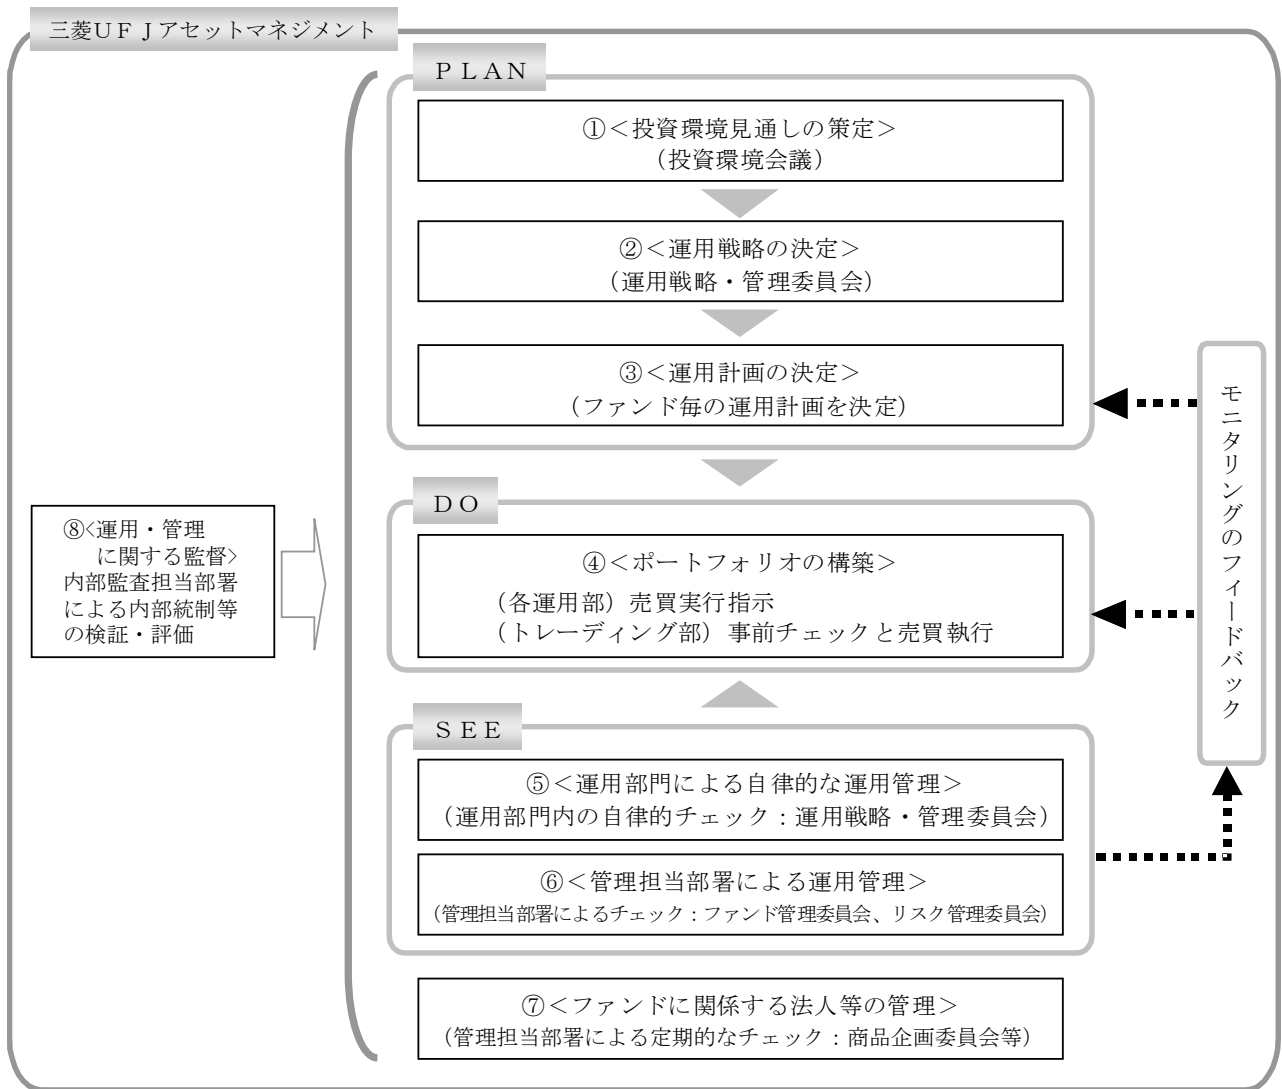 三菱ＵＦＪアセットマネジメント
ＰＬＡＮ
①＜投資環境見通しの策定＞
（投資環境会議）
②＜運用戦略の決定＞
（運用戦略・管理委員会）
③＜運用計画の決定＞
（ファンド毎の運用計画を決定）
ＤＯ
④＜ポートフォリオの構築＞
（各運用部）売買実行指示
（トレーディング部）事前チェックと売買執行
ＳＥＥ
⑤＜運用部門による自律的な運用管理＞
（運用部門内の自律的チェック：運用戦略・管理委員会）
⑥＜管理担当部署による運用管理＞
（管理担当部署によるチェック：ファンド管理委員会、リスク管理委員会）
⑦＜ファンドに関係する法人等の管理＞
（管理担当部署による定期的なチェック：商品企画委員会等）
⑧<運用・管理
に関する監督>
内部監査担当部署
による内部統制等
の検証・評価
モニタリングのフィードバック